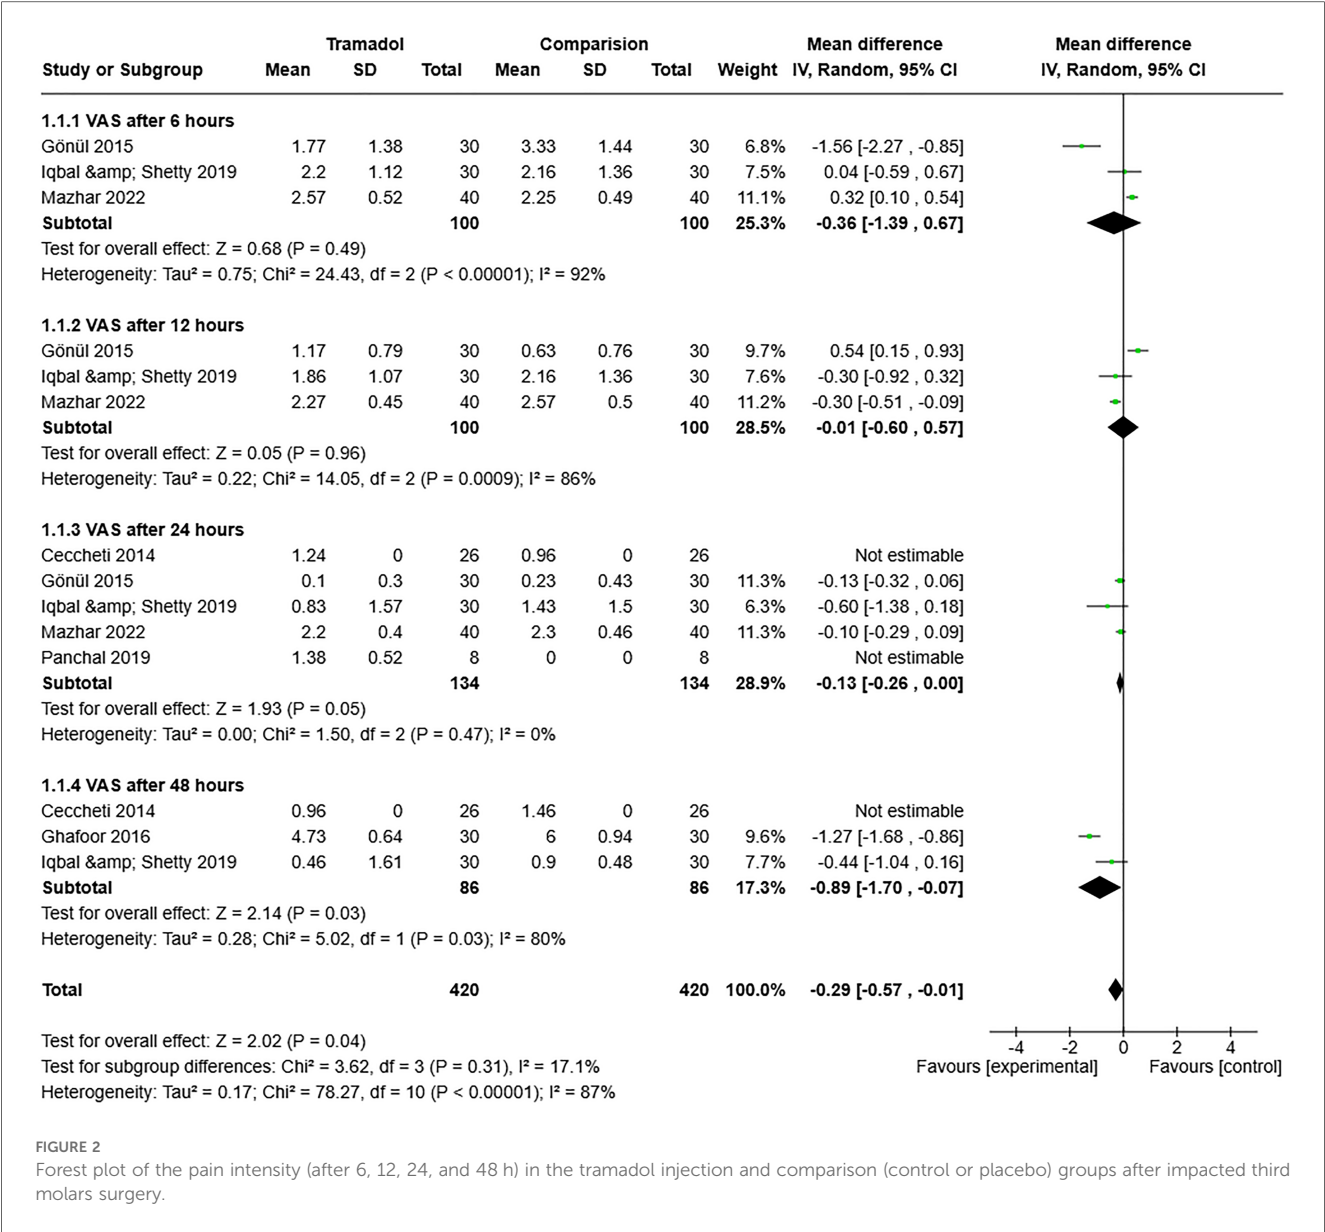 Tramadol Comparision Mean difference Mean difference
Study or Subgroup Mean SD Total Mean SD Total Weight IV, Random, 95% CI IV, Random, 95% CI
1.1.1 VAS after 6 hours
Gönül 2015 1.77 1.38 30 3.33 1.44 30 6.8% -1.56 [-2.27 , -0.85]
Iqbal &amp; Shetty 2019 2.2 1.12 30 2.16 1.36 30 7.5% 0.04 [-0.59 , 0.67]
Mazhar 2022 2.57 0.52 40 2.25 0.49 40 11.1% 0.32 [0.10 , 0.54]
Subtotal 100 100 25.3% -0.36 [-1.39 , 0.67]
Test for overall effect: Z = 0.68 (P = 0.49)
Heterogeneity: Tau² = 0.75; Chi² = 24.43, df = 2 (P < 0.00001); I² = 92%
1.1.2 VAS after 12 hours
Gönül 2015 1.17 0.79 30 0.63 0.76 30 9.7% 0.54 [0.15 , 0.93]
Iqbal &amp; Shetty 2019 1.86 1.07 30 2.16 1.36 30 7.6% -0.30 [-0.92 , 0.32]
Mazhar 2022 2.27 0.45 40 2.57 0.5 40 11.2% -0.30 [-0.51 , -0.09]
Subtotal 100 100 28.5% -0.01 [-0.60 , 0.57]
Test for overall effect: Z = 0.05 (P = 0.96)
Heterogeneity: Tau² = 0.22; Chi² = 14.05, df = 2 (P = 0.0009); I² = 86%
1.1.3 VAS after 24 hours
Ceccheti 2014 1.24 0 26 0.96 0 26 Not estimable
Gönül 2015 0.1 0.3 30 0.23 0.43 30 11.3% -0.13 [-0.32 , 0.06]
Iqbal &amp; Shetty 2019 0.83 1.57 30 1.43 1.5 30 6.3% -0.60 [-1.38 , 0.18]
Mazhar 2022 2.2 0.4 40 2.3 0.46 40 11.3% -0.10 [-0.29 , 0.09]
Panchal 2019 1.38 0.52 8 0 0 8 Not estimable
Subtotal 134 134 28.9% -0.13 [-0.26 , 0.00]
Test for overall effect: Z = 1.93 (P = 0.05)
Heterogeneity: Tau² = 0.00; Chi² = 1.50, df = 2 (P = 0.47); I² = 0%
1.1.4 VAS after 48 hours
Ceccheti 2014 0.96 0 26 1.46 0 26 Not estimable
Ghafoor 2016 4.73 0.64 30 6 0.94 30 9.6% -1.27 [-1.68 , -0.86]
Iqbal &amp; Shetty 2019 0.46 1.61 30 0.9 0.48 30 7.7% -0.44 [-1.04 , 0.16]
Subtotal 86 86 17.3% -0.89 [-1.70 , -0.07]
Test for overall effect: Z = 2.14 (P = 0.03)
Heterogeneity: Tau² = 0.28; Chi² = 5.02, df = 1 (P = 0.03); I² = 80%
Total 420 420 100.0% -0.29 [-0.57 , -0.01]
Test for overall effect: Z = 2.02 (P = 0.04)
Test for subgroup differences: Chi² = 3.62, df = 3 (P = 0.31), I² = 17.1%
Heterogeneity: Tau² = 0.17; Chi² = 78.27, df = 10 (P < 0.00001); I² = 87%
-4 -2 0 2 4
Favours [experimental] Favours [control]
FIGURE 2
Forest plot of the pain intensity (after 6, 12, 24, and 48 h) in the tramadol injection and comparison (control or placebo) groups after impacted third
molars surgery.